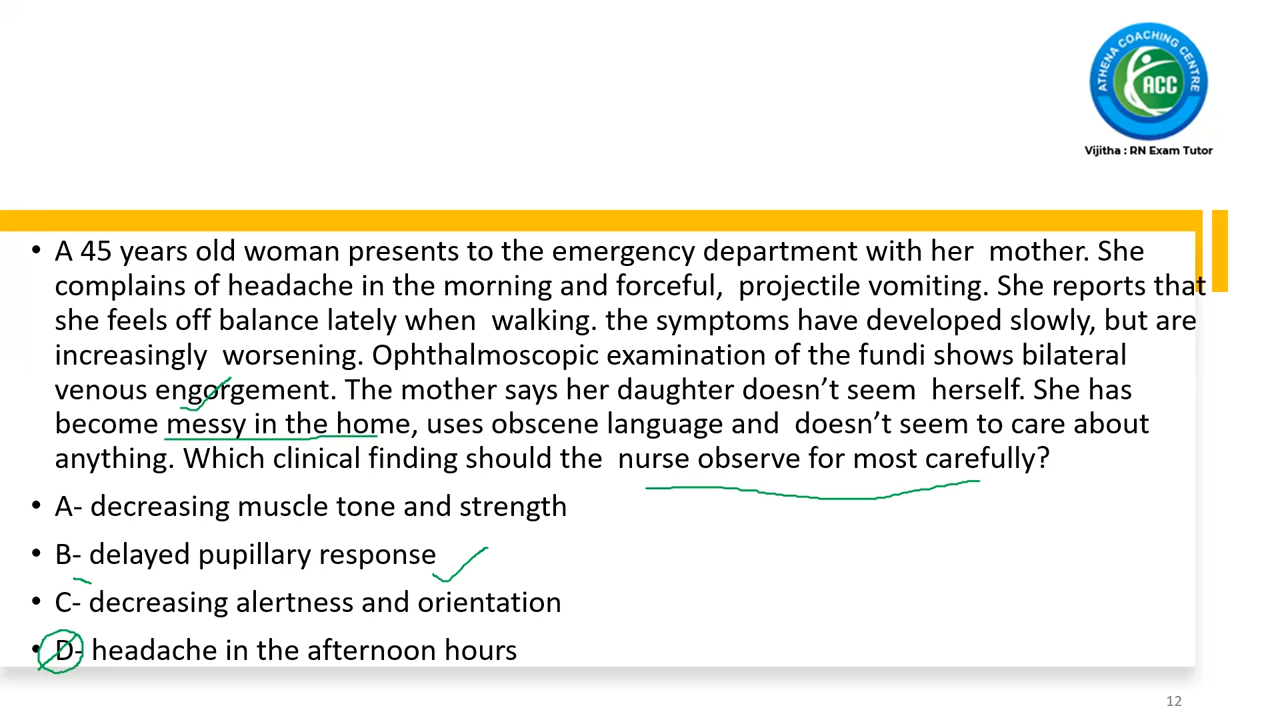 ATHENA COACHING CENTRE
ACC
Vijitha : RN Exam Tutor
• A 45 years old woman presents to the emergency department with her mother. She
complains of headache in the morning and forceful, projectile vomiting. She reports that
she feels off balance lately when walking. the symptoms have developed slowly, but are
increasingly worsening. Ophthalmoscopic examination of the fundi shows bilateral
venous engorgement. The mother says her daughter doesn’t seem herself. She has
become messy in the home, uses obscene language and doesn’t seem to care about
anything. Which clinical finding should the nurse observe for most carefully?
• A- decreasing muscle tone and strength
• B- delayed pupillary response
• C- decreasing alertness and orientation
• D- headache in the afternoon hours
12